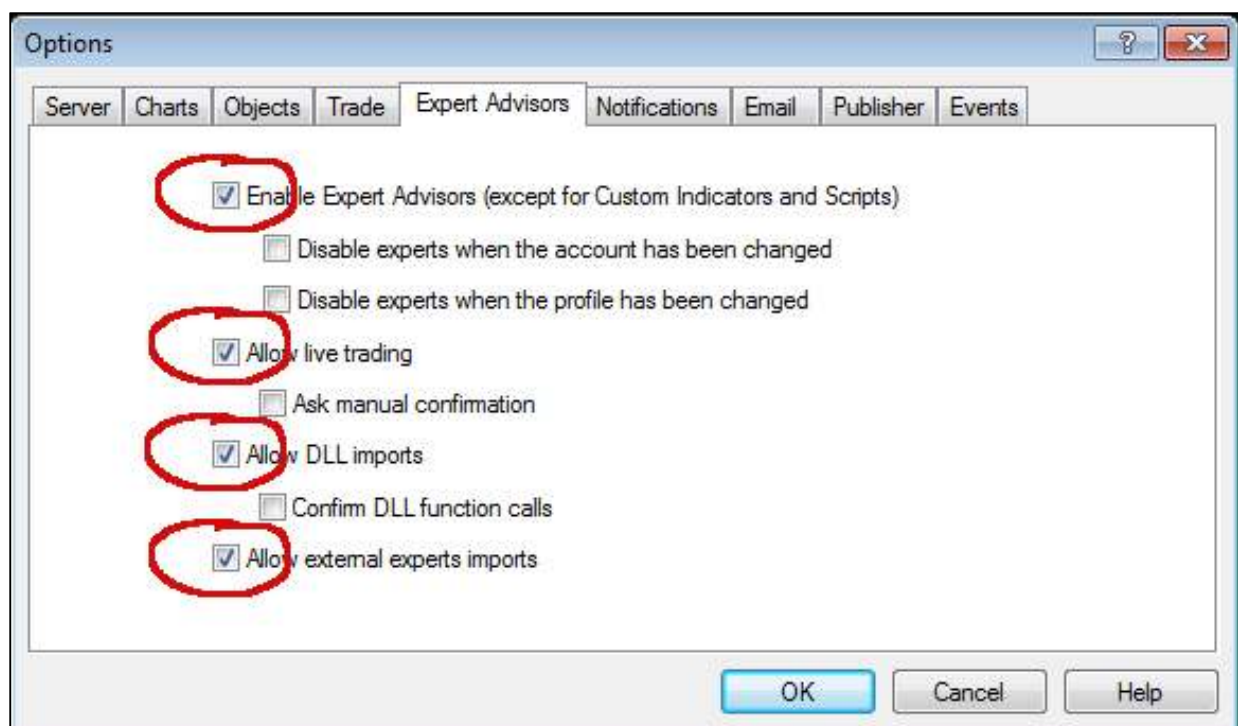 Options
Server Charts Objects Trade Expert Advisors Notifications Email Publisher Events
Enable Expert Advisors (except for Custom Indicators and Scripts)
Disable experts when the account has been changed
Disable experts when the profile has been changed
Allow live trading
Ask manual confirmation
Allow DLL imports
Confirm DLL function calls
Allow external experts imports
OK Cancel Help